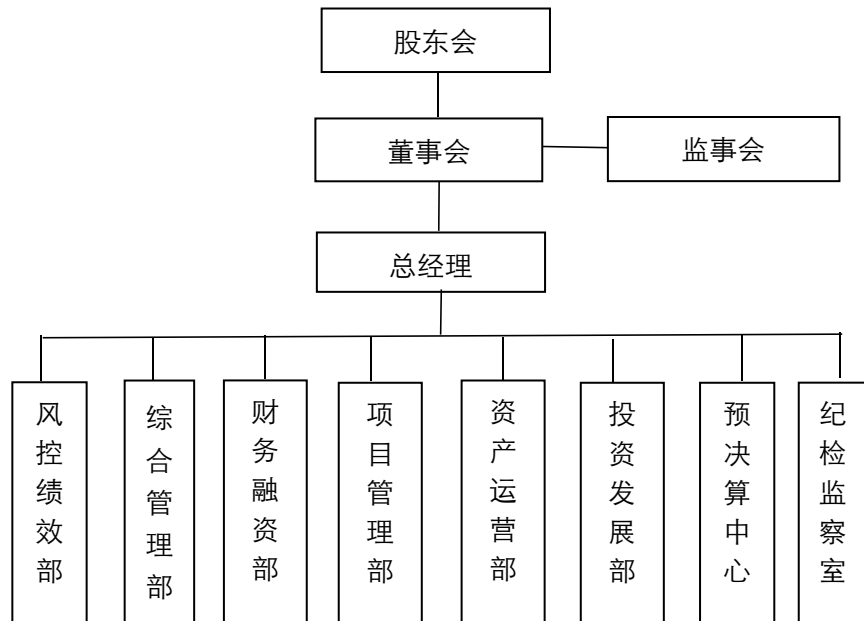 股东会
董事会
监事会
总经理
风控绩效部
综合管理部
财务融资部
项目管理部
资产运营部
投资发展部
预决算中心
纪检监察室